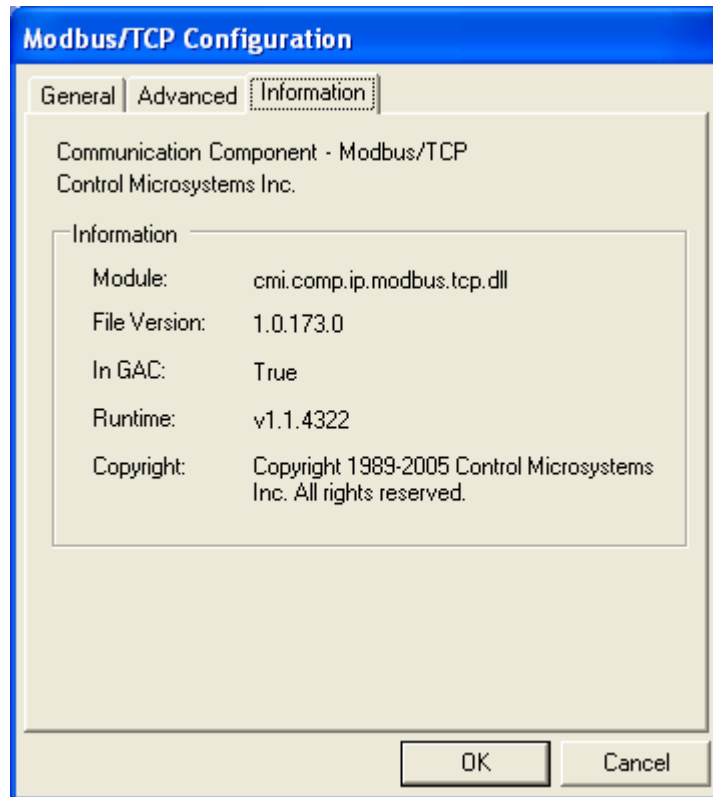 Modbus/TCP Configuration
General Advanced Information
Communication Component - Modbus/TCP
Control Microsystems Inc.
Information
Module: cmi.comp.ip.modbus.tcp.dll
File Version: 1.0.173.0
In GAC: True
Runtime: v1.1.4322
Copyright: Copyright 1989-2005 Control Microsystems
Inc. All rights reserved.
OK Cancel